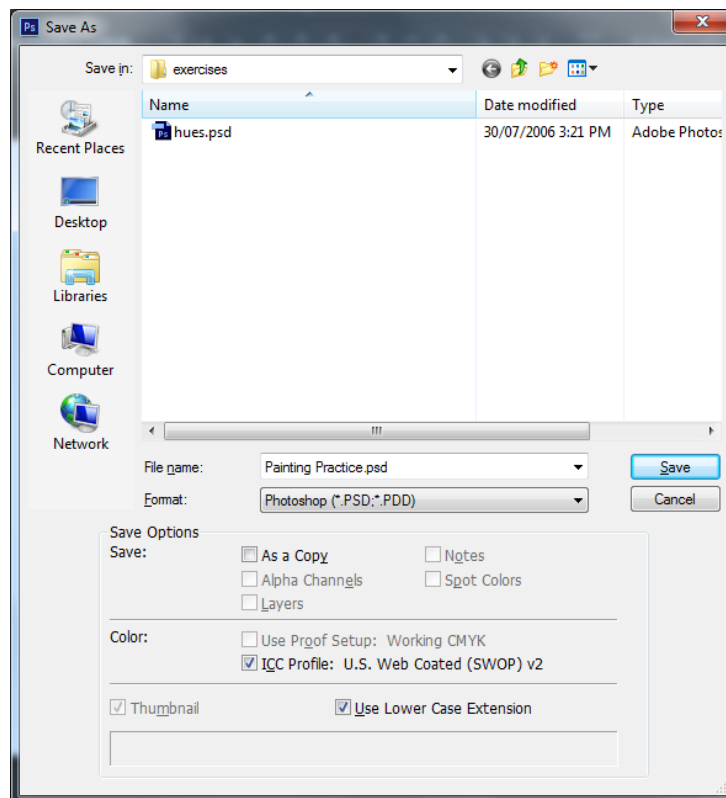 Ps Save As
Save in: exercises
Name Date modified Type
Ps hues.psd 30/07/2006 3:21 PM Adobe Photos
Recent Places
Desktop
Libraries
Computer
Network
File name: Painting Practice.psd Save
Format: Photoshop (*.PSD;*.PDD) Cancel
Save Options
Save: As a Copy Notes
Alpha Channels Spot Colors
Layers
Color: Use Proof Setup: Working CMYK
ICC Profile: U.S. Web Coated (SWOP) v2
Thumbnail Use Lower Case Extension